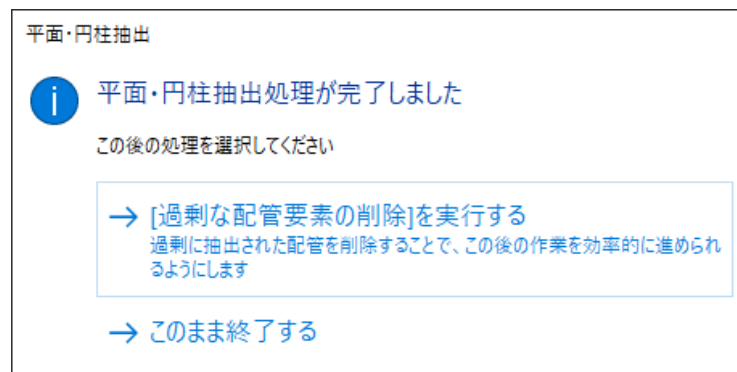 平面・円柱抽出
平面・円柱抽出処理が完了しました
この後の処理を選択してください
→ [過剰な配管要素の削除]を実行する
過剰に抽出された配管を削除することで、この後の作業を効率的に進められ
るようにします
→ このまま終了する